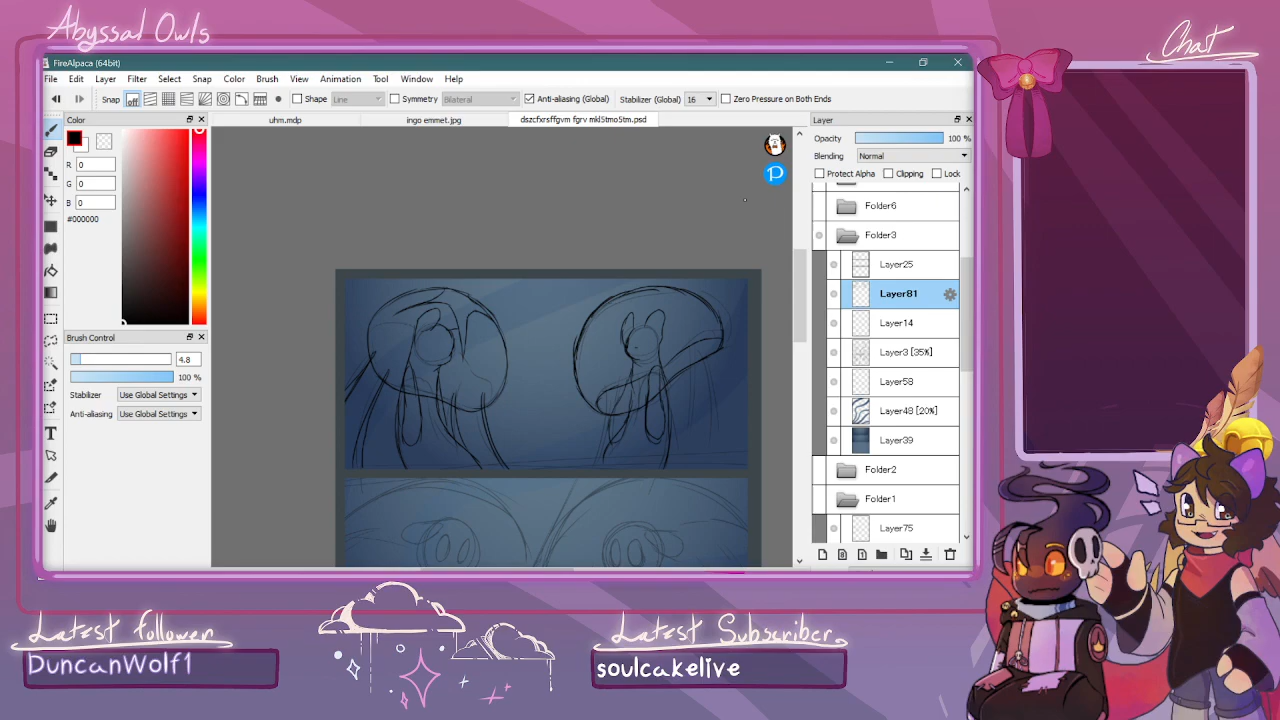 Abyssal Owls
Chat
FireAlpaca (64bit)
File Edit Layer Filter Select Snap Color Brush View Animation Tool Window Help
Snap off Shape Line Symmetry Bilateral Anti-aliasing (Global) Stabilizer (Global) 16 Zero Pressure on Both Ends
Color
uhm.mdp
ingo emmet.jpg
dszcfxrsffgvm fgrv mkl5tmo5tm.psd
Layer
R 0
G 0
B 0
#000000
Brush Control
4.8
100 %
Stabilizer Use Global Settings
Anti-aliasing Use Global Settings
Opacity 100 %
Blending Normal
Protect Alpha Clipping Lock
Folder6
Folder3
Layer25
Layer81
Layer14
Layer3 [35%]
Layer58
Layer48 [20%]
Layer39
Folder2
Folder1
Layer75
Latest follower
DuncanWolf1
Latest Subscriber
soulcakelive